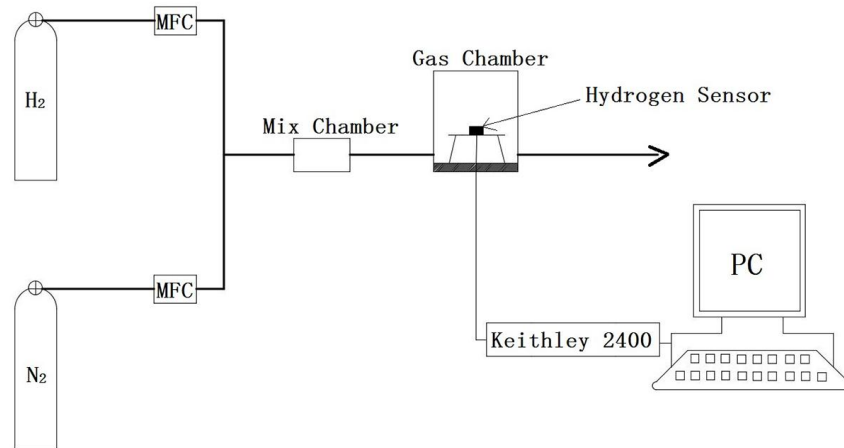 MFC
H₂
Gas Chamber
Hydrogen Sensor
Mix Chamber
MFC
N₂
Keithley 2400
PC